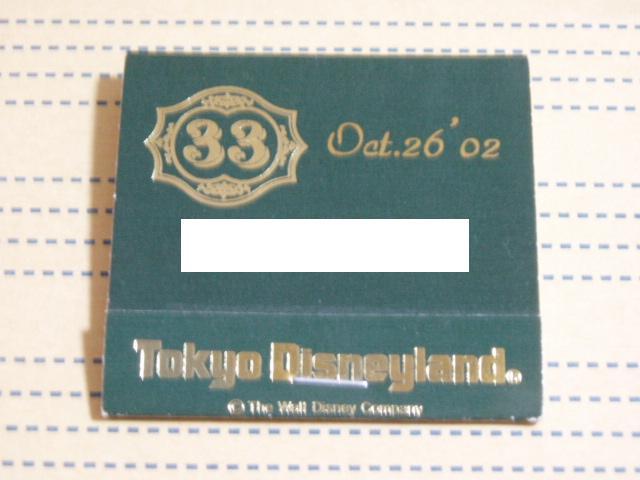 33 Oct.26'02
Tokyo Disneyland®
© The Walt Disney Company